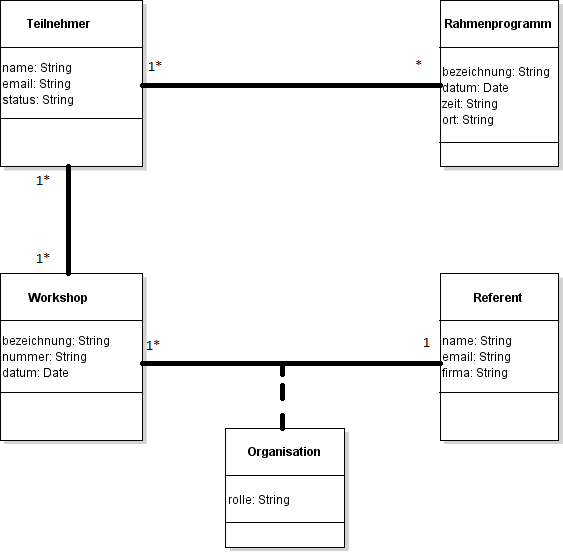 Teilnehmer
name: String
email: String
status: String
1*
*
Rahmenprogramm
bezeichnung: String
datum: Date
zeit: String
ort: String
1*
1*
Workshop
bezeichnung: String
nummer: String
datum: Date
1*
1
Referent
name: String
email: String
firma: String
Organisation
rolle: String